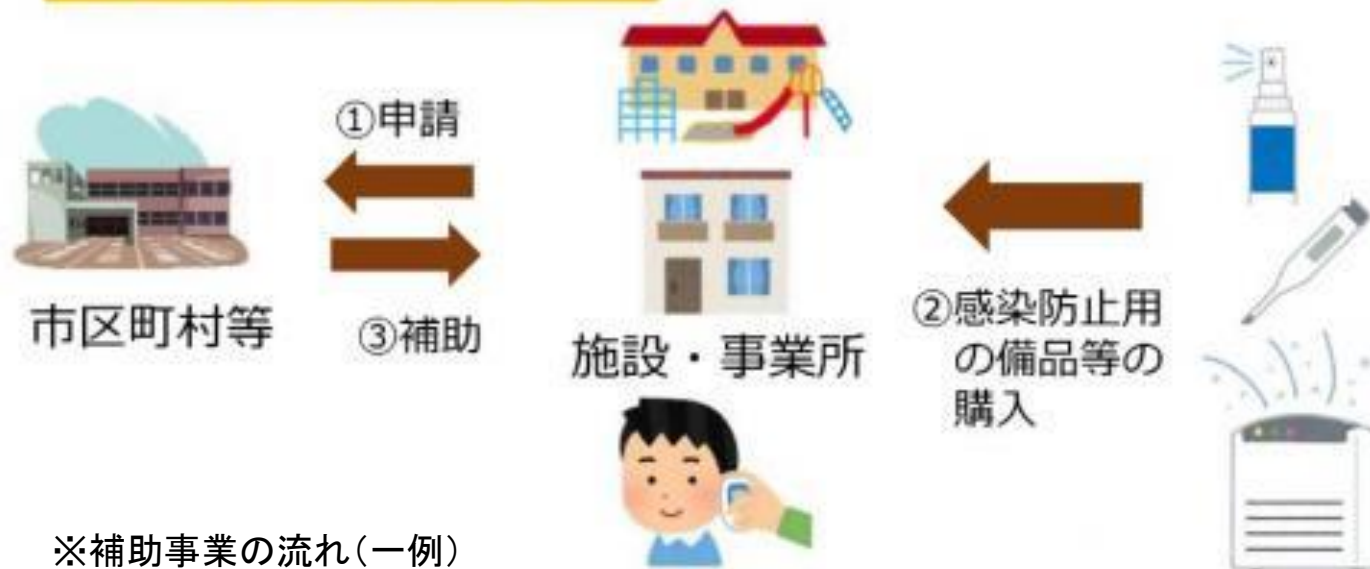 ①申請
市区町村等
③補助
施設・事業所
②感染防止用
の備品等の
購入
※補助事業の流れ(一例)